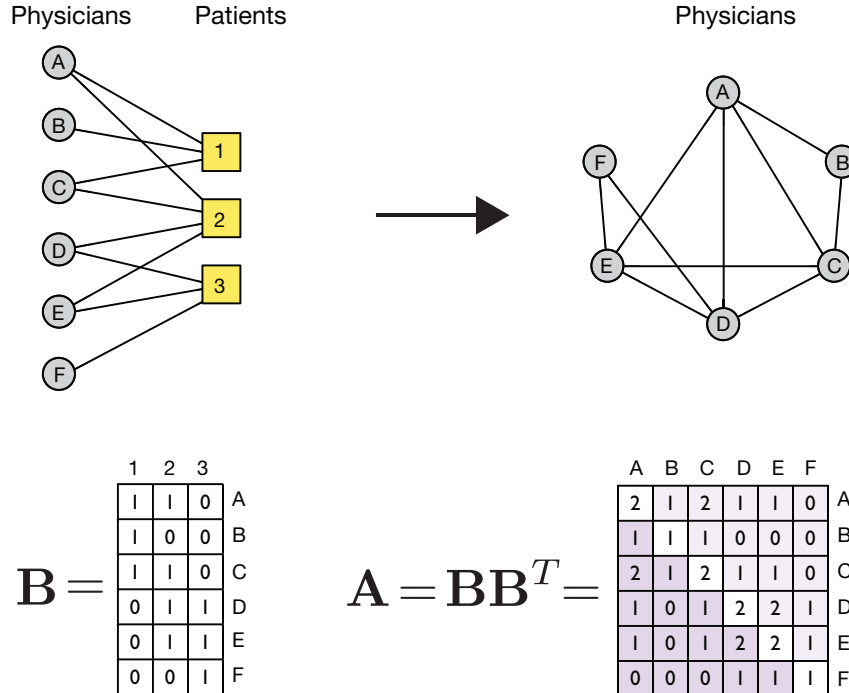 Physicians Patients
A
B
C
D
E
F
1
2
3
Physicians
A
F
B
E
C
D
1 2 3
1 1 0 A
1 0 0 B
1 1 0 C
0 1 1 D
0 1 1 E
0 0 1 F
B =
A = BBᵀ =
A B C D E F
2 1 2 1 1 0 A
1 1 1 0 0 0 B
2 1 2 1 1 0 C
1 0 1 2 2 1 D
1 0 1 2 2 1 E
0 0 0 1 1 1 F